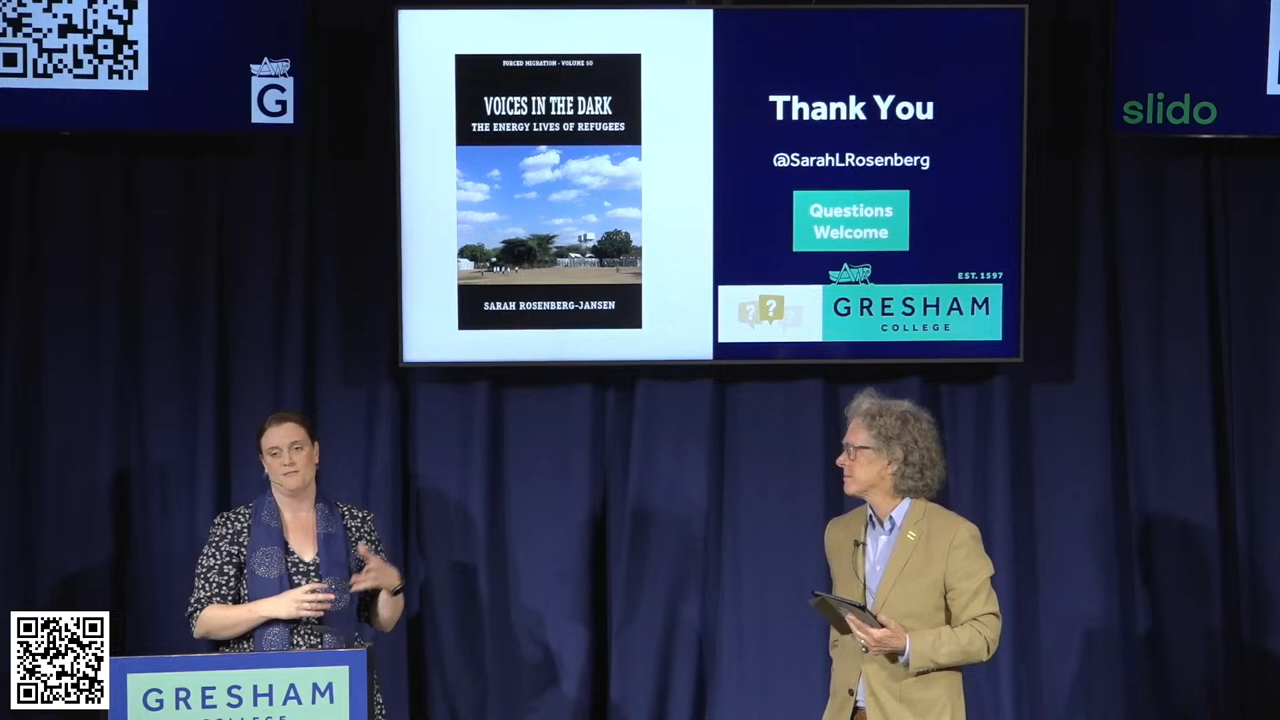 G
FORCED MIGRATION - VOLUME 50
VOICES IN THE DARK
THE ENERGY LIVES OF REFUGEES
SARAH ROSENBERG-JANSEN
Thank You
@SarahLRosenberg
Questions
Welcome
EST. 1597
? ?
GRESHAM
COLLEGE
slido
GRESHAM
COLLEGE